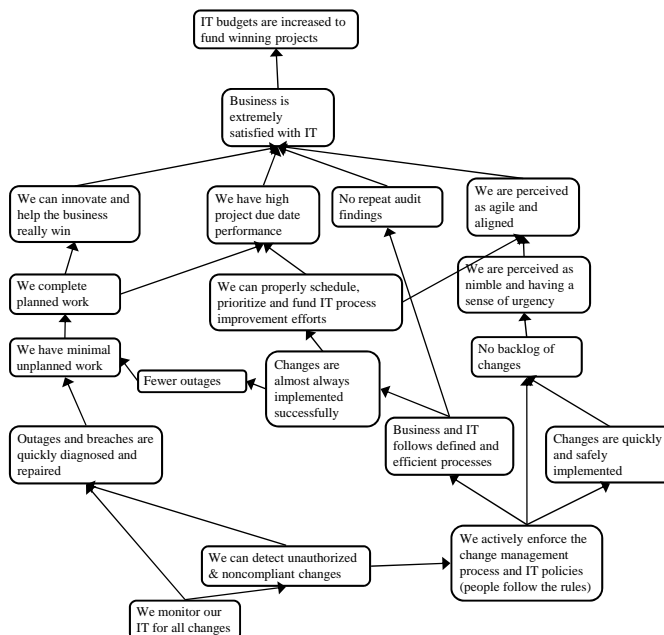 IT budgets are increased to
fund winning projects
Business is
extremely
satisfied with IT
We can innovate and
help the business
really win
We have high
project due date
performance
No repeat audit
findings
We are perceived
as agile and
aligned
We complete
planned work
We can properly schedule,
prioritize and fund IT process
improvement efforts
We are perceived as
nimble and having a
sense of urgency
We have minimal
unplanned work
Fewer outages
Changes are
almost always
implemented
successfully
No backlog of
changes
Outages and breaches are
quickly diagnosed and
repaired
Business and IT
follows defined and
efficient processes
Changes are quickly
and safely
implemented
We can detect unauthorized
& noncompliant changes
We actively enforce the
change management
process and IT policies
(people follow the rules)
We monitor our
IT for all changes